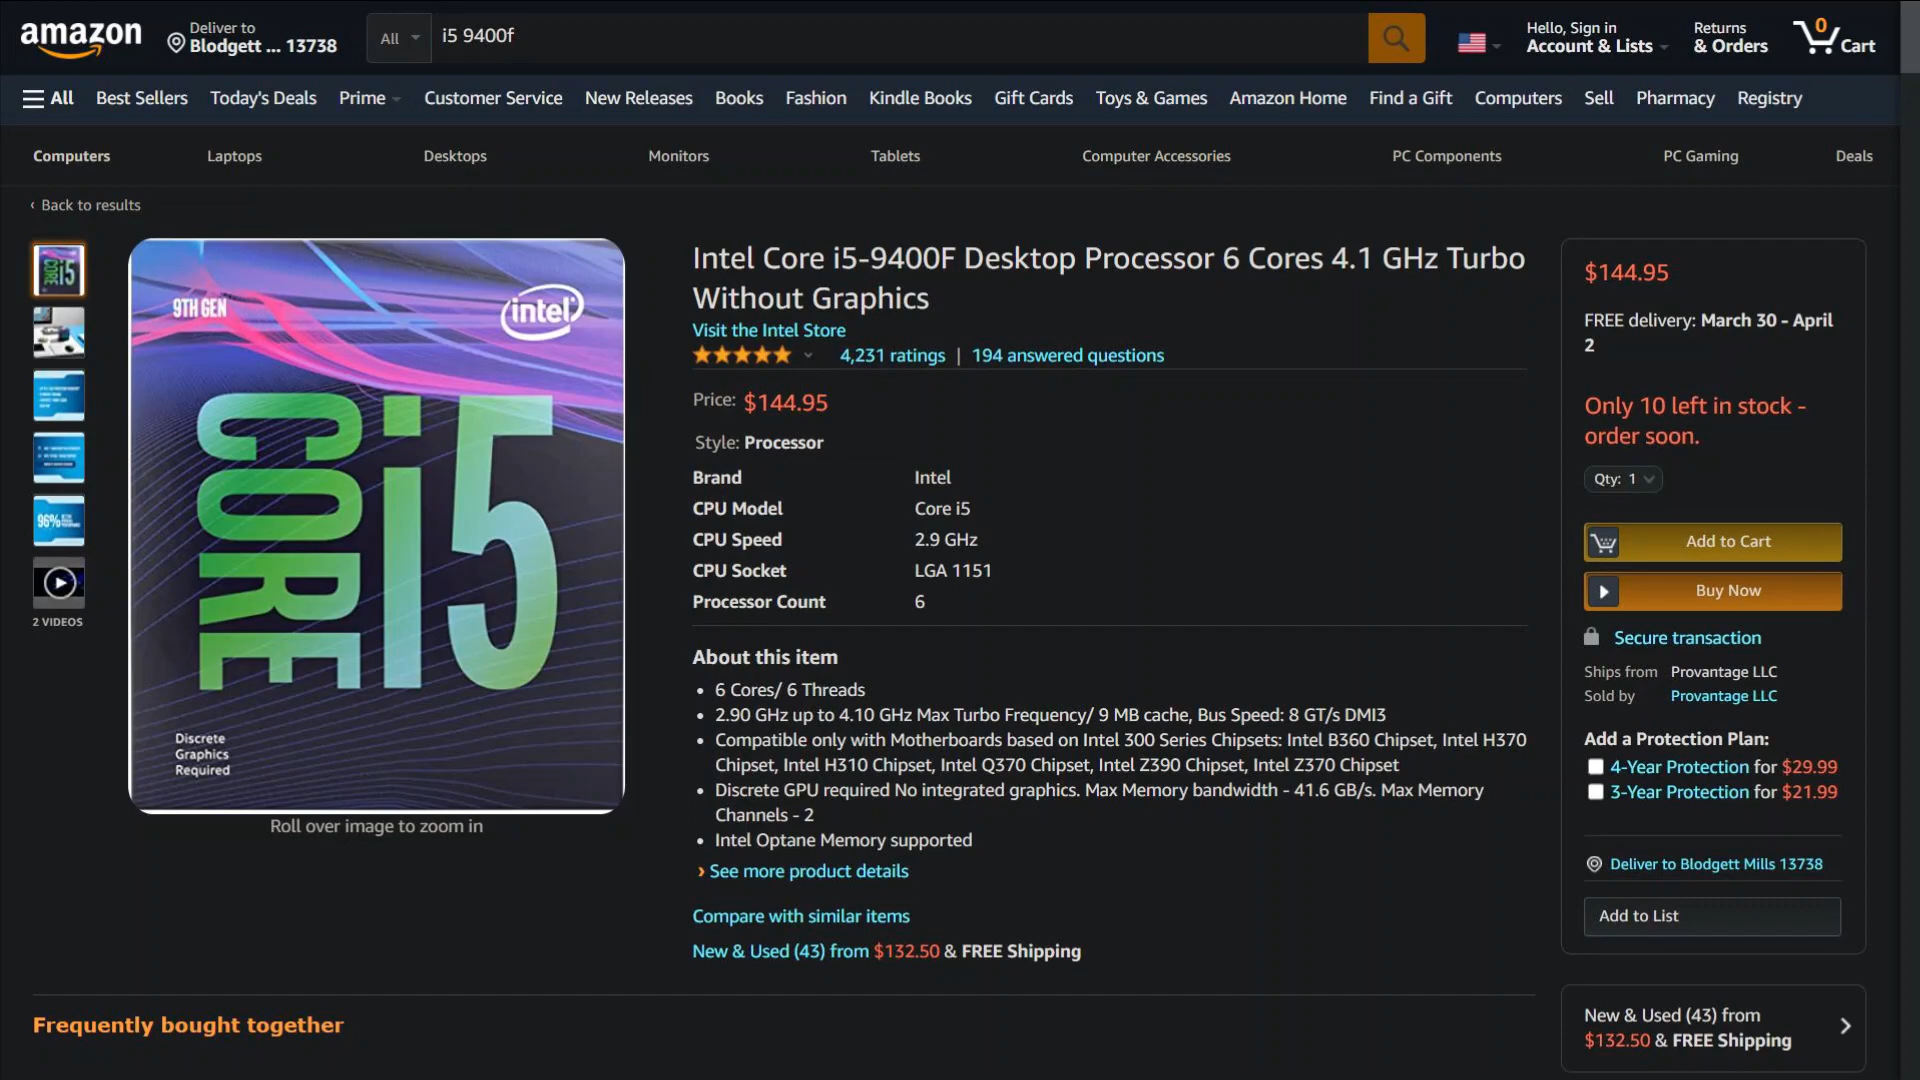 amazon
Deliver to
Blodgett ... 13738
All
i5 9400f
Hello, Sign in
Account & Lists
Returns
& Orders
0
Cart
All
Best Sellers
Today's Deals
Prime
Customer Service
New Releases
Books
Fashion
Kindle Books
Gift Cards
Toys & Games
Amazon Home
Find a Gift
Computers
Sell
Pharmacy
Registry
Computers
Laptops
Desktops
Monitors
Tablets
Computer Accessories
PC Components
PC Gaming
Deals
‹ Back to results
96%
2 VIDEOS
9TH GEN
intel
CORE i5
Discrete
Graphics
Required
Roll over image to zoom in
Intel Core i5-9400F Desktop Processor 6 Cores 4.1 GHz Turbo
Without Graphics
Visit the Intel Store
4,231 ratings | 194 answered questions
Price: $144.95
Style: Processor
Brand Intel
CPU Model Core i5
CPU Speed 2.9 GHz
CPU Socket LGA 1151
Processor Count 6
About this item
• 6 Cores/ 6 Threads
• 2.90 GHz up to 4.10 GHz Max Turbo Frequency/ 9 MB cache, Bus Speed: 8 GT/s DMI3
• Compatible only with Motherboards based on Intel 300 Series Chipsets: Intel B360 Chipset, Intel H370
Chipset, Intel H310 Chipset, Intel Q370 Chipset, Intel Z390 Chipset, Intel Z370 Chipset
• Discrete GPU required No integrated graphics. Max Memory bandwidth - 41.6 GB/s. Max Memory
Channels - 2
• Intel Optane Memory supported
› See more product details
Compare with similar items
New & Used (43) from $132.50 & FREE Shipping
$144.95
FREE delivery: March 30 - April
2
Only 10 left in stock -
order soon.
Qty: 1
Add to Cart
Buy Now
Secure transaction
Ships from Provantage LLC
Sold by Provantage LLC
Add a Protection Plan:
4-Year Protection for $29.99
3-Year Protection for $21.99
Deliver to Blodgett Mills 13738
Add to List
New & Used (43) from
$132.50 & FREE Shipping
Frequently bought together